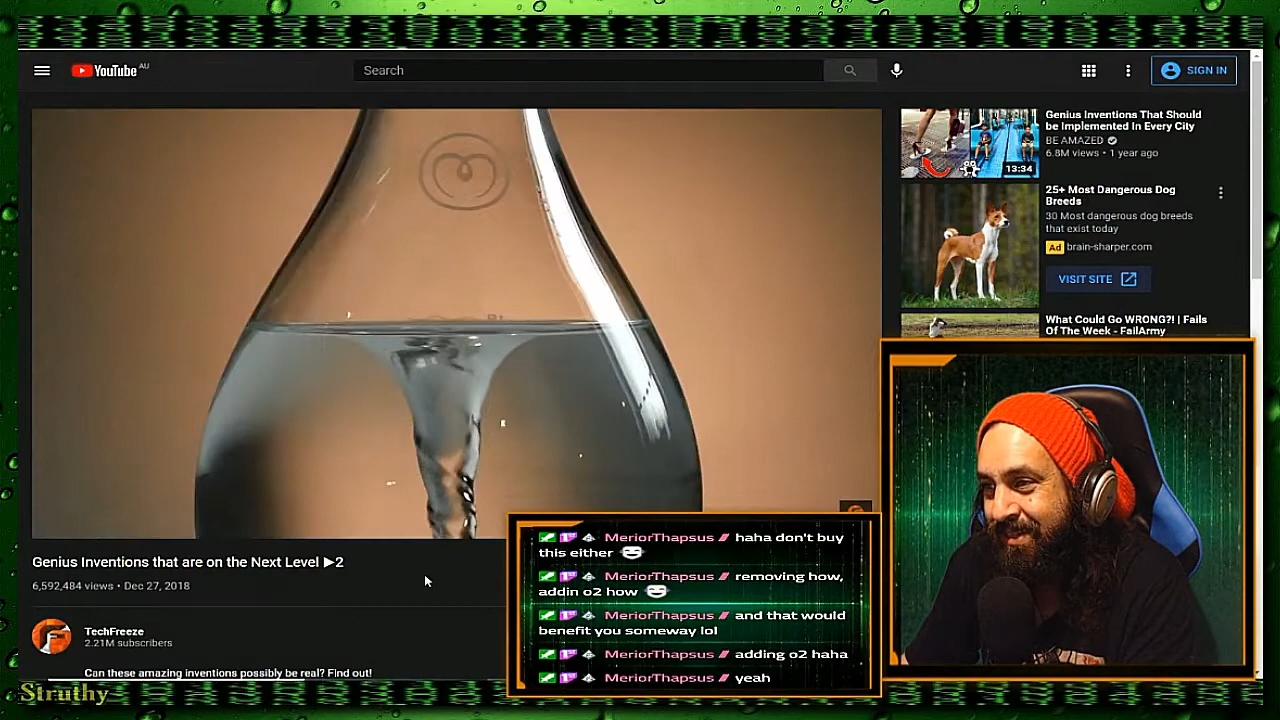 YouTube AU
Search
SIGN IN
Genius Inventions That Should
be Implemented In Every City
BE AMAZED
6.8M views • 1 year ago
13:34
25+ Most Dangerous Dog
Breeds
30 Most dangerous dog breeds
that exist today
Ad brain-sharper.com
VISIT SITE
What Could Go WRONG?! | Fails
Of The Week - FailArmy
Genius Inventions that are on the Next Level ▶2
6,592,484 views • Dec 27, 2018
TechFreeze
2.21M subscribers
Can these amazing inventions possibly be real? Find out!
MeriorThapsus // haha don't buy
this either
MeriorThapsus // removing how,
addin o2 how
MeriorThapsus // and that would
benefit you someway lol
MeriorThapsus // adding o2 haha
MeriorThapsus // yeah
Struthy